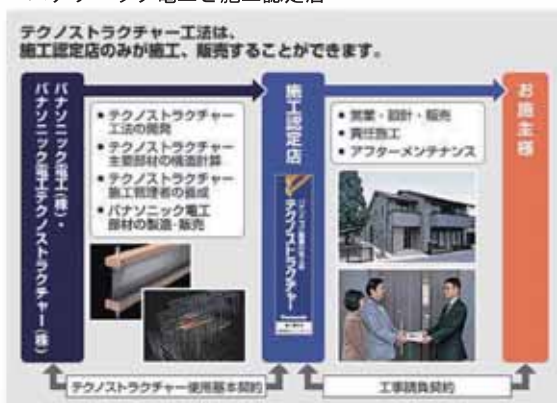 テクノストラクチャー工法は、
施工認定店のみが施工、販売することができます。
パナソニック電工(株)・
パナソニック電工テクノストラクチャー(株)
• テクノストラクチャー
工法の開発
• テクノストラクチャー
主要部材の構造計算
• テクノストラクチャー
施工管理者の養成
• パナソニック電工
部材の製造・販売
施工認定店
テクノストラクチャー
• 営業・設計・販売
• 責任施工
• アフターメンテナンス
お施主様
テクノストラクチャー使用基本契約
工事請負契約